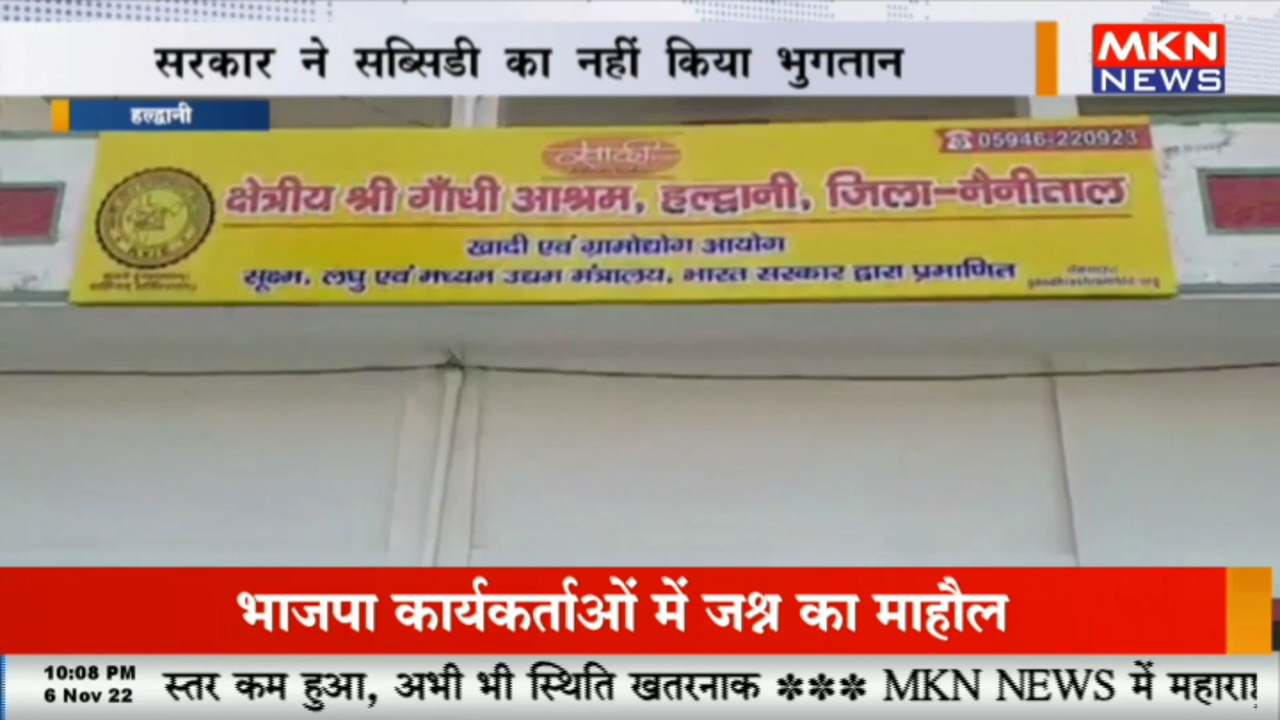 सरकार ने सब्सिडी का नहीं किया भुगतान
MKN
NEWS
हल्द्वानी
05946-220923
क्षेत्रीय श्री गाँधी आश्रम, हल्द्वानी, जिला-नैनीताल
खादी एवं ग्रामोद्योग आयोग
सूक्ष्म, लघु एवं मध्यम उद्यम मंत्रालय, भारत सरकार द्वारा प्रमाणित
भाजपा कार्यकर्ताओं में जश्न का माहौल
10:08 PM
6 Nov 22
स्तर कम हुआ, अभी भी स्थिति खतरनाक *** MKN NEWS में